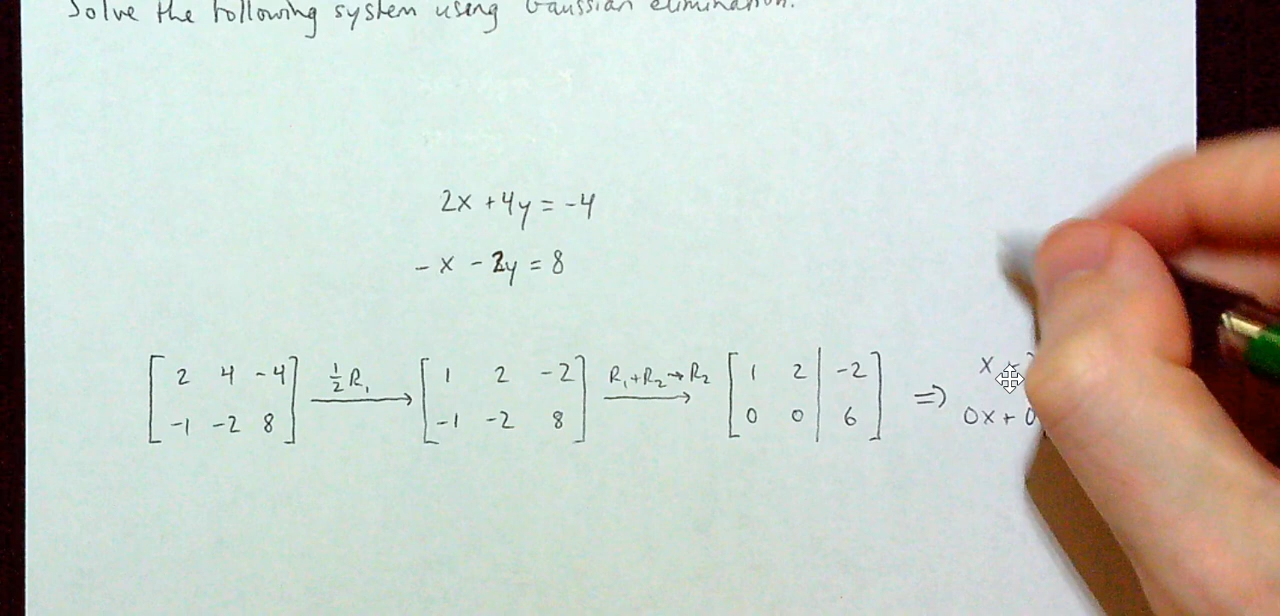 Solve the following system using Gaussian elimination.
2x + 4y = -4
- x - 2y = 8
[2 4 -4; -1 -2 8] ½R₁ → [1 2 -2; -1 -2 8] R₁+R₂→R₂ → [1 2 | -2; 0 0 | 6] ⇒ x +
0x + 0